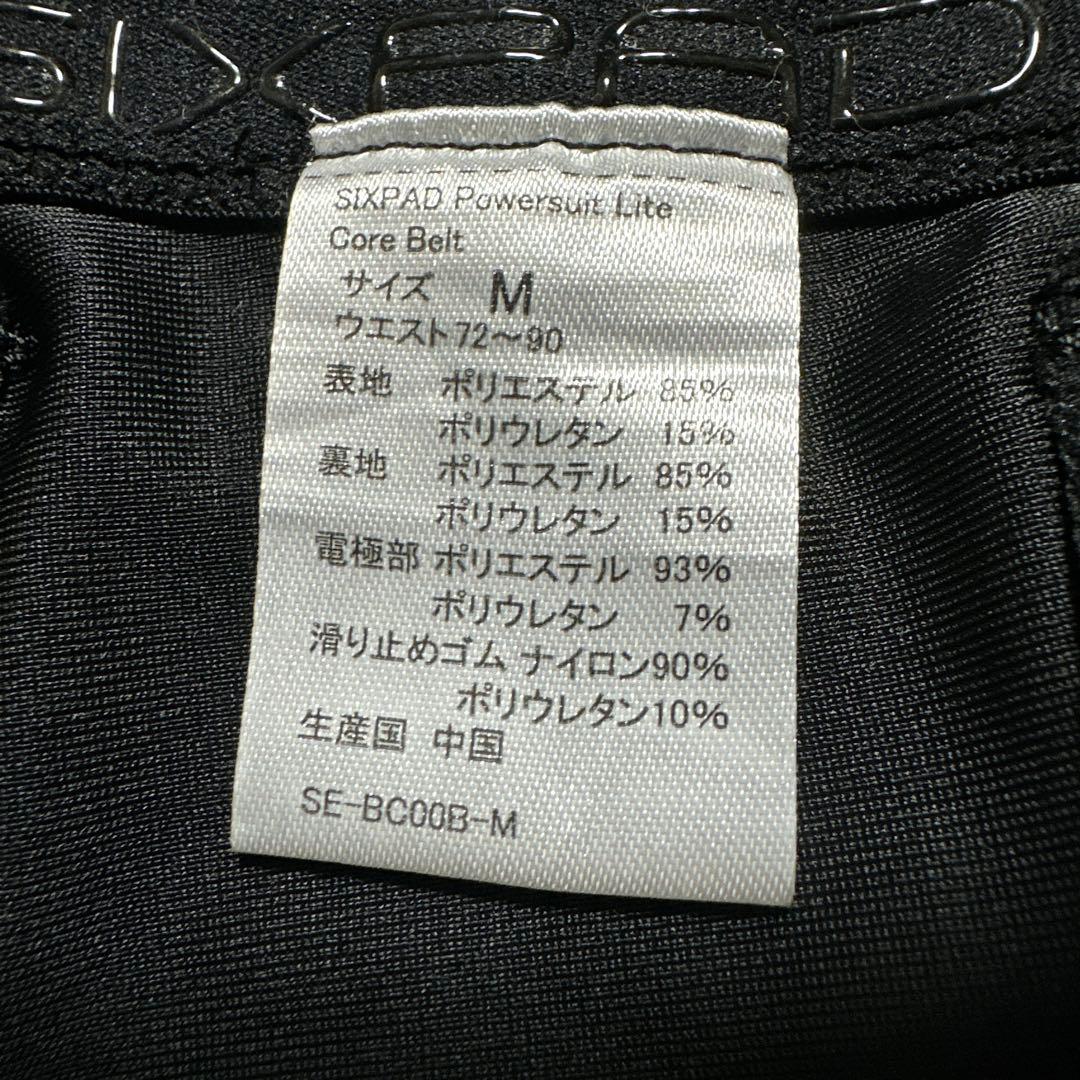 SIXPAD
SIXPAD Powersuit Lite
Core Belt
サイズ M
ウエスト72～90
表地 ポリエステル 85%
ポリウレタン 15%
裏地 ポリエステル 85%
ポリウレタン 15%
電極部 ポリエステル 93%
ポリウレタン 7%
滑り止めゴム ナイロン90%
ポリウレタン10%
生産国 中国
SE-BC00B-M